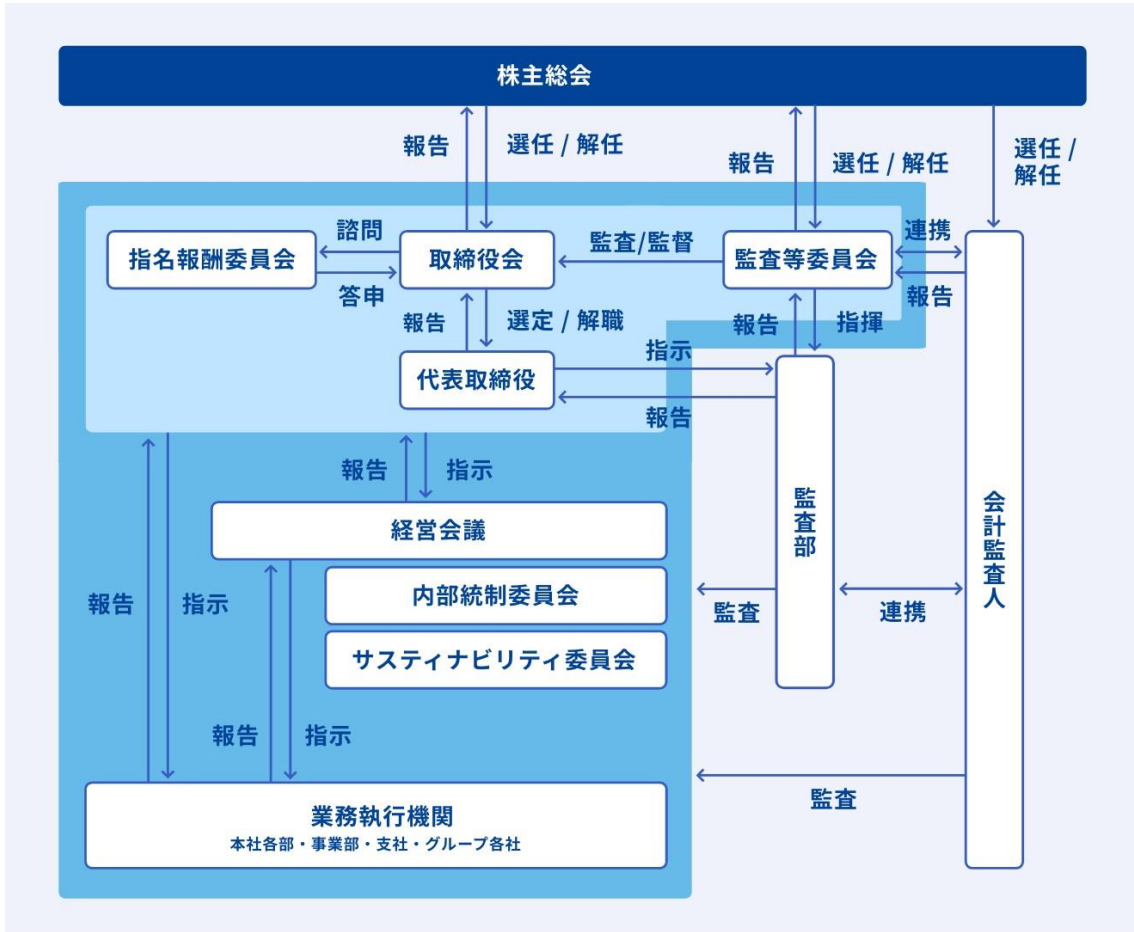 株主総会
報告
選任 / 解任
報告
選任 / 解任
選任 /
解任
指名報酬委員会
諮問
答申
取締役会
監査/監督
監査等委員会
連携
報告
報告
選定 / 解職
報告
指揮
代表取締役
指示
報告
報告
指示
経営会議
内部統制委員会
サスティナビリティ委員会
報告
指示
監査
監査部
連携
会計監査人
報告
指示
監査
業務執行機関
本社各部・事業部・支社・グループ各社